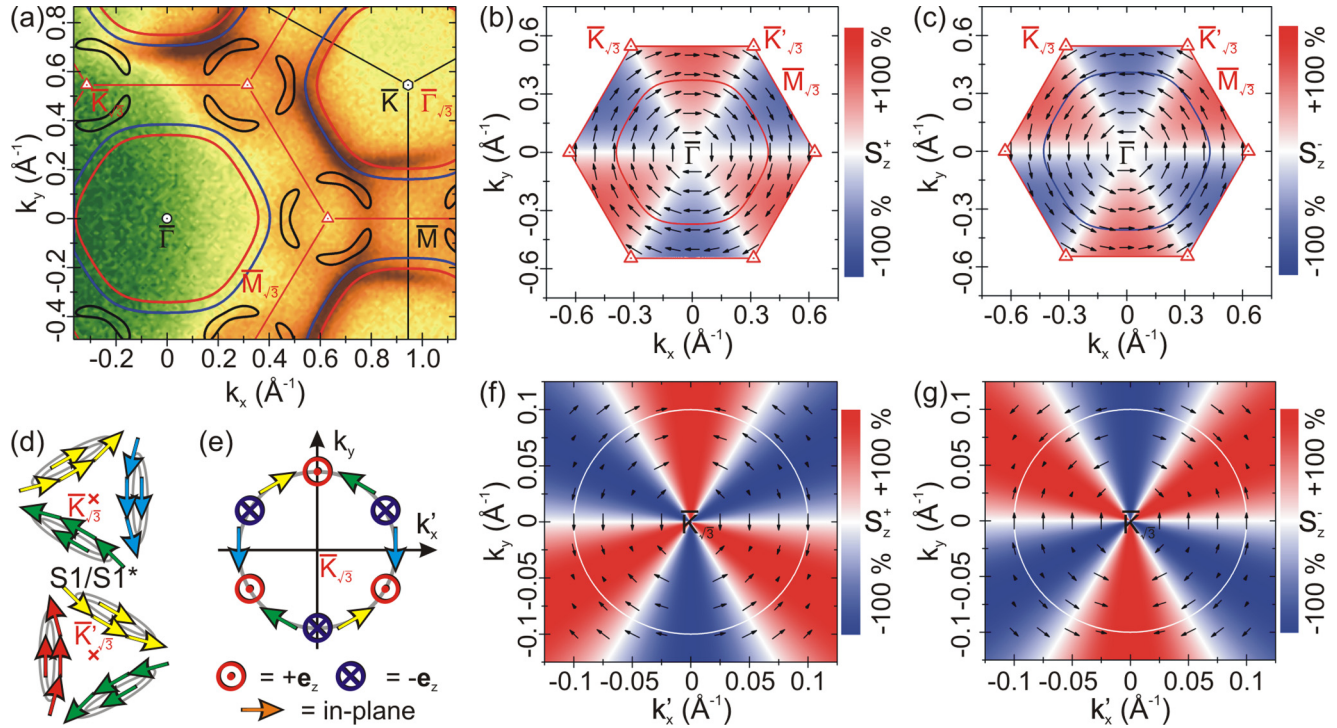 (a)
0.8
0.6
0.4
0.2
0
-0.2
-0.4
k_y (Å⁻¹)
K̅_√3
K̅
Γ̅_√3
Γ̅
M̅
M̅_√3
-0.2 0 0.2 0.4 0.6 0.8 1.0
k_x (Å⁻¹)
(b)
K̅_√3 K̅'_√3
M̅_√3
Γ̅
0.6
0.3
0
-0.3
-0.6
k_y (Å⁻¹)
-0.6 -0.3 0 0.3 0.6
k_x (Å⁻¹)
-100 % S_z⁺ +100 %
(c)
K̅_√3 K̅'_√3
M̅_√3
Γ̅
0.6
0.3
0
-0.3
-0.6
k_y (Å⁻¹)
-0.6 -0.3 0 0.3 0.6
k_x (Å⁻¹)
-100 % S_z⁻ +100 %
(d)
K̅_√3
S1/S1*
K̅'_√3
(e)
k_y
k'_x
K̅_√3
= +e_z = -e_z
= in-plane
(f)
0.1
0.05
0
-0.05
-0.1
k_y (Å⁻¹)
K̅_√3
-0.1 -0.05 0 0.05 0.1
k'_x (Å⁻¹)
-100 % S_z⁺ +100 %
(g)
0.1
0.05
0
-0.05
-0.1
k_y (Å⁻¹)
K̅_√3
-0.1 -0.05 0 0.05 0.1
k'_x (Å⁻¹)
-100 % S_z⁻ +100 %